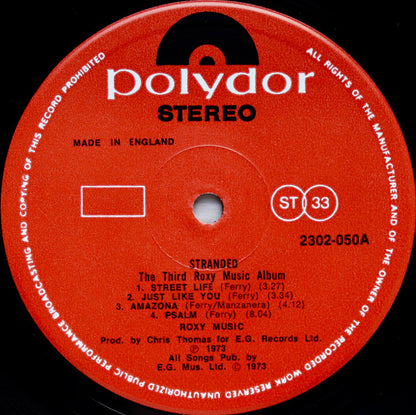 polydor
STEREO
MADE IN ENGLAND
ST 33
2302-050A
STRANDED
The Third Roxy Music Album
1. STREET LIFE (Ferry) (3.27)
2. JUST LIKE YOU (Ferry) (3.34)
3. AMAZONA (Ferry/Manzanera) (4.12)
4. PSALM (Ferry) (8.04)
ROXY MUSIC
Prod. by Chris Thomas for E.G. Records Ltd.
℗ 1973
All Songs Pub. by
E.G. Mus. Ltd. © 1973
ALL RIGHTS OF THE MANUFACTURER AND OF THE OWNER OF THE RECORDED WORK RESERVED UNAUTHORIZED PUBLIC PERFORMANCE BROADCASTING AND COPYING OF THIS RECORD PROHIBITED